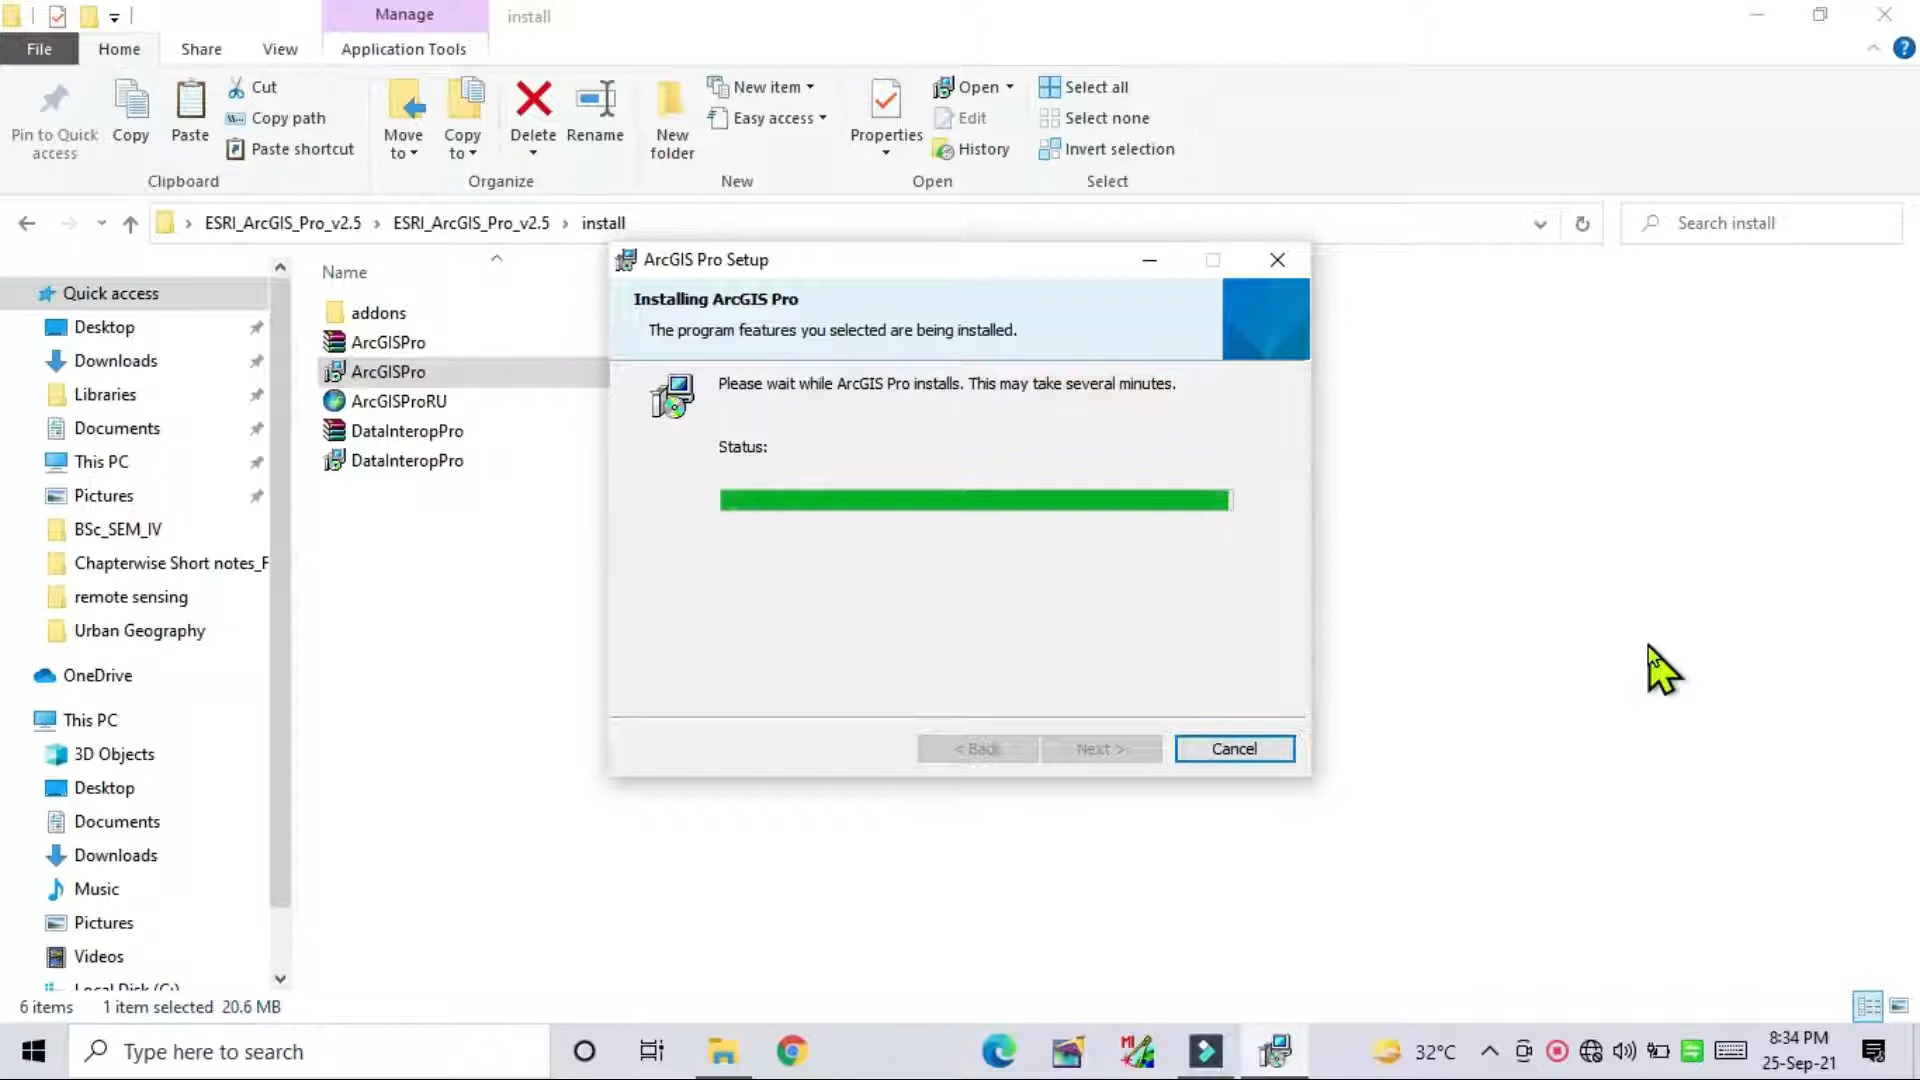 Manage
install
File
Home
Share
View
Application Tools
Pin to Quick
access
Copy
Paste
Cut
Copy path
Paste shortcut
Clipboard
Move
to
Copy
to
Delete
Rename
Organize
New
folder
New item
Easy access
New
Properties
Open
Edit
History
Open
Select all
Select none
Invert selection
Select
ESRI_ArcGIS_Pro_v2.5 › ESRI_ArcGIS_Pro_v2.5 › install
Search install
Quick access
Desktop
Downloads
Libraries
Documents
This PC
Pictures
BSc_SEM_IV
Chapterwise Short notes_F
remote sensing
Urban Geography
OneDrive
This PC
3D Objects
Desktop
Documents
Downloads
Music
Pictures
Videos
Local Disk (C:)
Name
addons
ArcGISPro
ArcGISPro
ArcGISProRU
DataInteropPro
DataInteropPro
ArcGIS Pro Setup
Installing ArcGIS Pro
The program features you selected are being installed.
Please wait while ArcGIS Pro installs. This may take several minutes.
Status:
< Back
Next >
Cancel
6 items
1 item selected 20.6 MB
Type here to search
32°C
8:34 PM
25-Sep-21